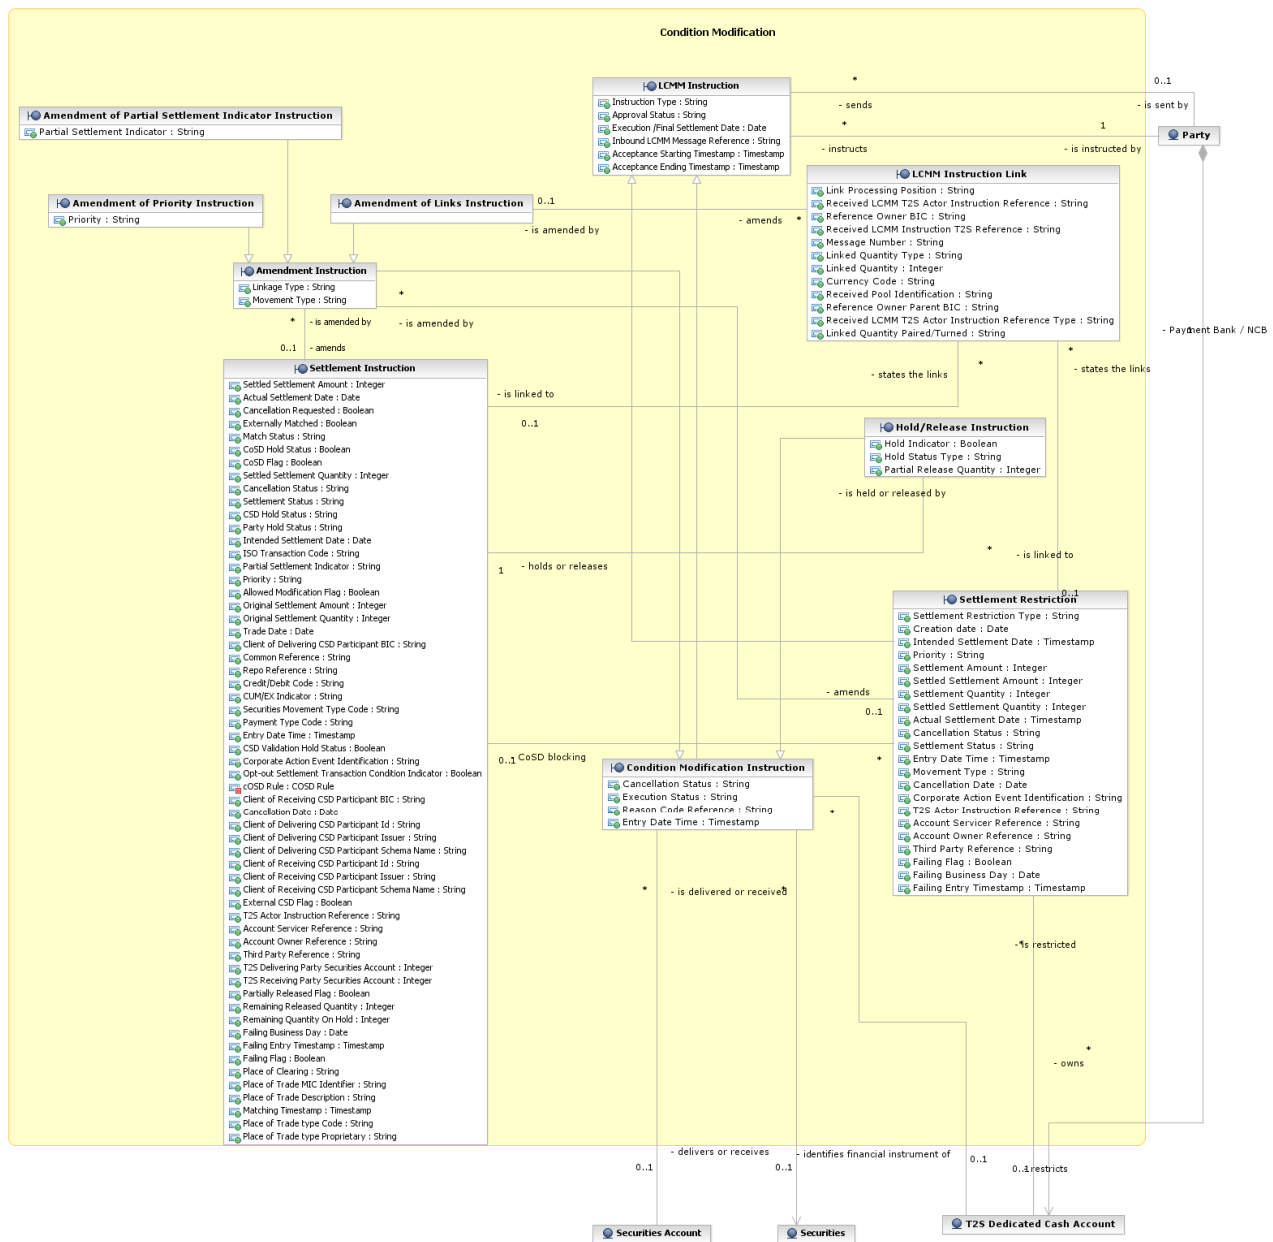 Condition Modification
LCMM Instruction
Instruction Type : String
Approval Status : String
Execution /Final Settlement Date : Date
Inbound LCMM Message Reference : String
Acceptance Starting Timestamp : Timestamp
Acceptance Ending Timestamp : Timestamp
*
0..1
- sends
- is sent by
*
1
- instructs
- is instructed by
Party
Amendment of Partial Settlement Indicator Instruction
Partial Settlement Indicator : String
Amendment of Priority Instruction
Priority : String
Amendment of Links Instruction
0..1
- is amended by
- amends
*
LCMM Instruction Link
Link Processing Position : String
Received LCMM T2S Actor Instruction Reference : String
Reference Owner BIC : String
Received LCMM Instruction T2S Reference : String
Message Number : String
Linked Quantity Type : String
Linked Quantity : Integer
Currency Code : String
Received Pool Identification : String
Reference Owner Parent BIC : String
Received LCMM T2S Actor Instruction Reference Type : String
Linked Quantity Paired/Turned : String
Amendment Instruction
Linkage Type : String
Movement Type : String
*
- is amended by
*
- is amended by
0..1
- amends
- Payment Bank / NCB
1
*
- states the links
*
- states the links
Settlement Instruction
Settled Settlement Amount : Integer
Actual Settlement Date : Date
Cancellation Requested : Boolean
Externally Matched : Boolean
Match Status : String
CoSD Hold Status : Boolean
CoSD Flag : Boolean
Settled Settlement Quantity : Integer
Cancellation Status : String
Settlement Status : String
CSD Hold Status : String
Party Hold Status : String
Intended Settlement Date : Date
ISO Transaction Code : String
Partial Settlement Indicator : String
Priority : String
Allowed Modification Flag : Boolean
Original Settlement Amount : Integer
Original Settlement Quantity : Integer
Trade Date : Date
Client of Delivering CSD Participant BIC : String
Common Reference : String
Repo Reference : String
Credit/Debit Code : String
CUM/EX Indicator : String
Securities Movement Type Code : String
Payment Type Code : String
Entry Date Time : Timestamp
CSD Validation Hold Status : Boolean
Corporate Action Event Identification : String
Opt-out Settlement Transaction Condition Indicator : Boolean
cOSD Rule : COSD Rule
Client of Receiving CSD Participant BIC : String
Cancellation Date : Date
Client of Delivering CSD Participant Id : String
Client of Delivering CSD Participant Issuer : String
Client of Delivering CSD Participant Schema Name : String
Client of Receiving CSD Participant Id : String
Client of Receiving CSD Participant Issuer : String
Client of Receiving CSD Participant Schema Name : String
External CSD Flag : Boolean
T2S Actor Instruction Reference : String
Account Servicer Reference : String
Account Owner Reference : String
Third Party Reference : String
T2S Delivering Party Securities Account : Integer
T2S Receiving Party Securities Account : Integer
Partially Released Flag : Boolean
Remaining Released Quantity : Integer
Remaining Quantity On Hold : Integer
Failing Business Day : Date
Failing Entry Timestamp : Timestamp
Failing Flag : Boolean
Place of Clearing : String
Place of Trade MIC Identifier : String
Place of Trade Description : String
Matching Timestamp : Timestamp
Place of Trade type Code : String
Place of Trade type Proprietary : String
- is linked to
0..1
Hold/Release Instruction
Hold Indicator : Boolean
Hold Status Type : String
Partial Release Quantity : Integer
- is held or released by
*
- is linked to
1
- holds or releases
0..1
Settlement Restriction
Settlement Restriction Type : String
Creation date : Date
Intended Settlement Date : Timestamp
Priority : String
Settlement Amount : Integer
Settled Settlement Amount : Integer
Settlement Quantity : Integer
Settled Settlement Quantity : Integer
Actual Settlement Date : Timestamp
Cancellation Status : String
Settlement Status : String
Entry Date Time : Timestamp
Movement Type : String
Cancellation Date : Date
Corporate Action Event Identification : String
T2S Actor Instruction Reference : String
Account Servicer Reference : String
Account Owner Reference : String
Third Party Reference : String
Failing Flag : Boolean
Failing Business Day : Date
Failing Entry Timestamp : Timestamp
- amends
0..1
0..1
- CoSD blocking
*
Condition Modification Instruction
Cancellation Status : String
Execution Status : String
Reason Code Reference : String
Entry Date Time : Timestamp
*
*
- is delivered or received
*
*
- is restricted
*
- owns
- delivers or receives
0..1
- identifies financial instrument of
0..1
0..1
0..1
- restricts
Securities Account
Securities
T2S Dedicated Cash Account